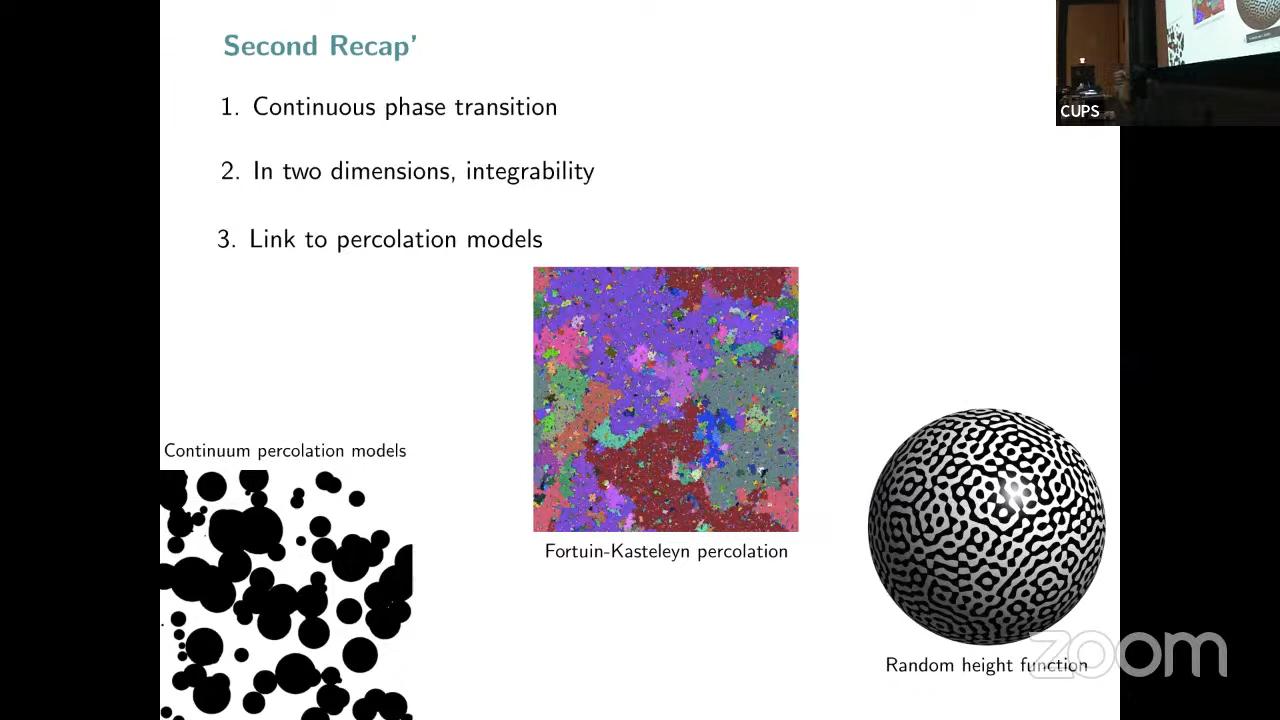 Second Recap'
1. Continuous phase transition
2. In two dimensions, integrability
3. Link to percolation models
CUPS
Continuum percolation models
Fortuin-Kasteleyn percolation
Random height function
zoom